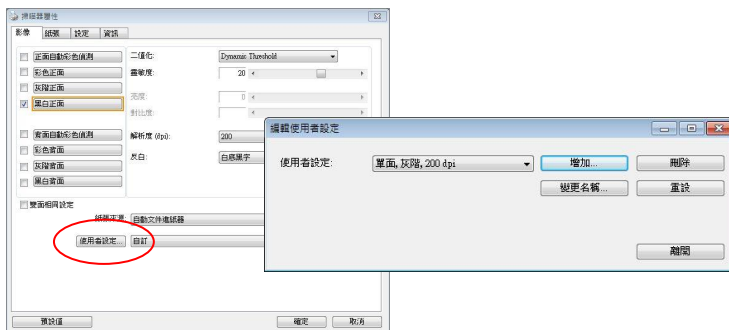 掃瞄器屬性
影像 紙張 設定 資訊
正面自動彩色偵測 二值化: Dynamic Threshold
彩色正面 靈敏度: 20
灰階正面
黑白正面 亮度: 0
對比度:
背面自動彩色偵測 解析度 (dpi): 200
彩色背面 反白: 白底黑字
灰階背面
黑白背面
雙面相同設定
紙張來源: 自動文件進紙器
使用者設定... 自訂
預設值 確定 取消
編輯使用者設定
使用者設定: 單面, 灰階, 200 dpi 增加... 刪除
變更名稱... 重設
離開